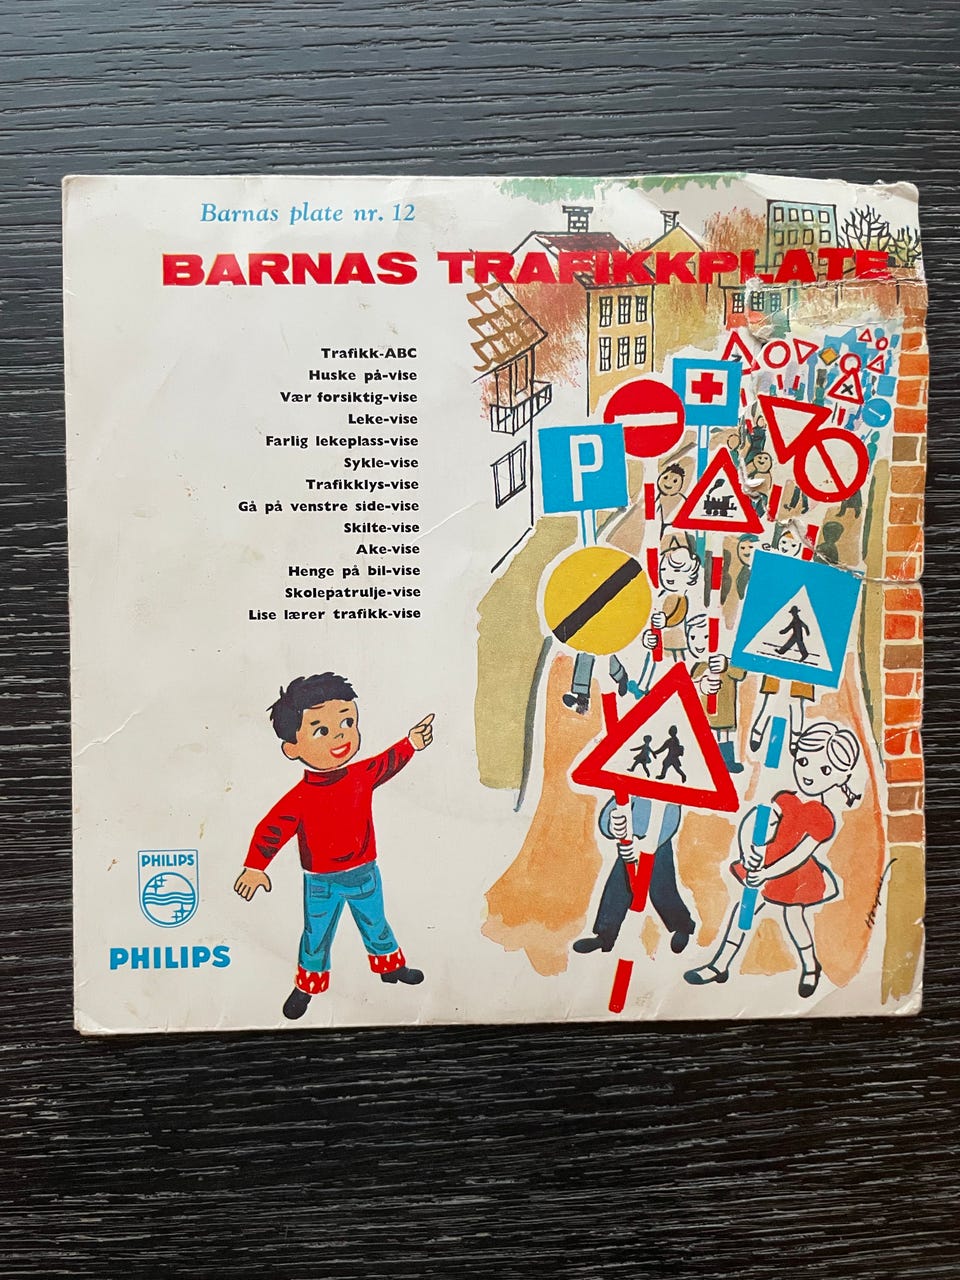 Barnas plate nr. 12
BARNAS TRAFIKKPLATE
Trafikk-ABC
Huske på-vise
Vær forsiktig-vise
Leke-vise
Farlig lekeplass-vise
Sykle-vise
Trafikklys-vise
Gå på venstre side-vise
Skilte-vise
Ake-vise
Henge på bil-vise
Skolepatrulje-vise
Lise lærer trafikk-vise
P
PHILIPS
PHILIPS